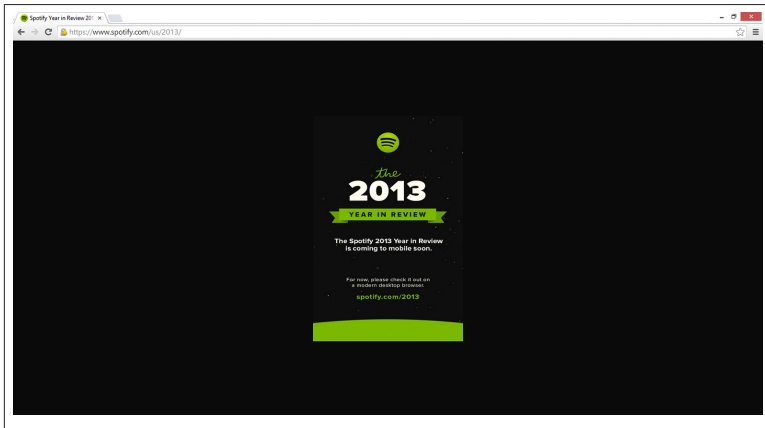 Spotify Year in Review 201
https://www.spotify.com/us/2013/
the
2013
YEAR IN REVIEW
The Spotify 2013 Year in Review
is coming to mobile soon.
For now, please check it out on
a modern desktop browser.
spotify.com/2013